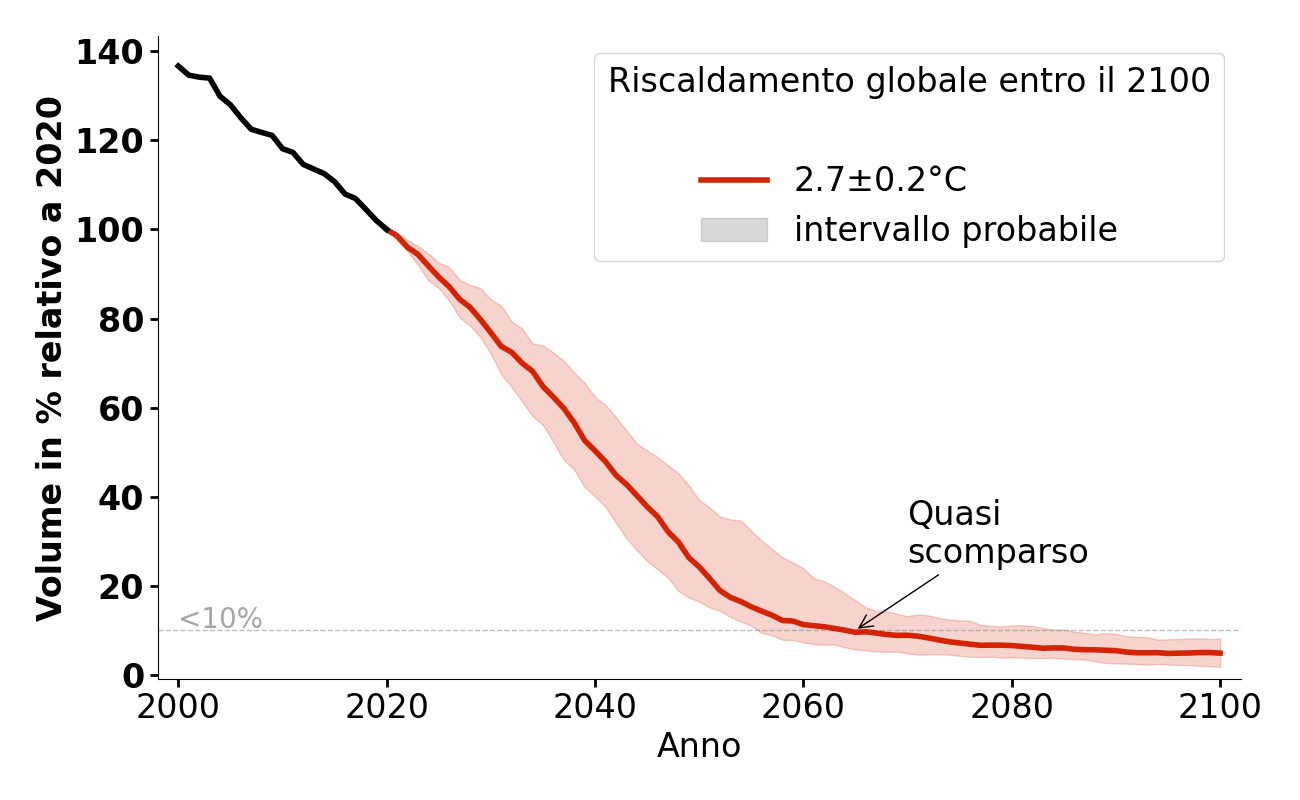 Volume in % relativo a 2020
140
120
100
80
60
40
20
0
Riscaldamento globale entro il 2100
2.7±0.2°C
intervallo probabile
Quasi
scomparso
<10%
2000 2020 2040 2060 2080 2100
Anno